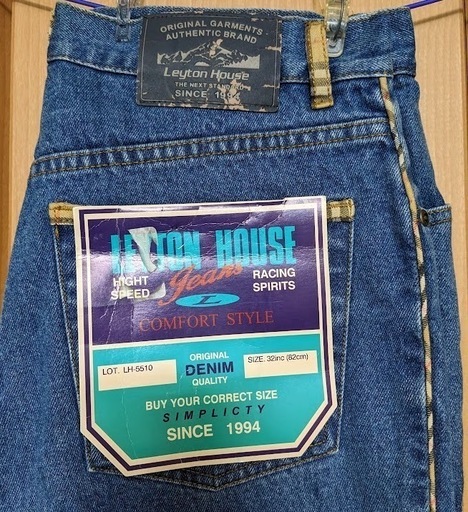 ORIGINAL GARMENTS
AUTHENTIC BRAND
Leyton House
THE NEXT STANDARD
SINCE 1994
LEYTON HOUSE
Jeans
HIGHT
SPEED
RACING
SPIRITS
L
COMFORT STYLE
LOT. LH-5510
ORIGINAL
DENIM
QUALITY
SIZE. 32inc (82cm)
BUY YOUR CORRECT SIZE
SIMPLICTY
SINCE 1994